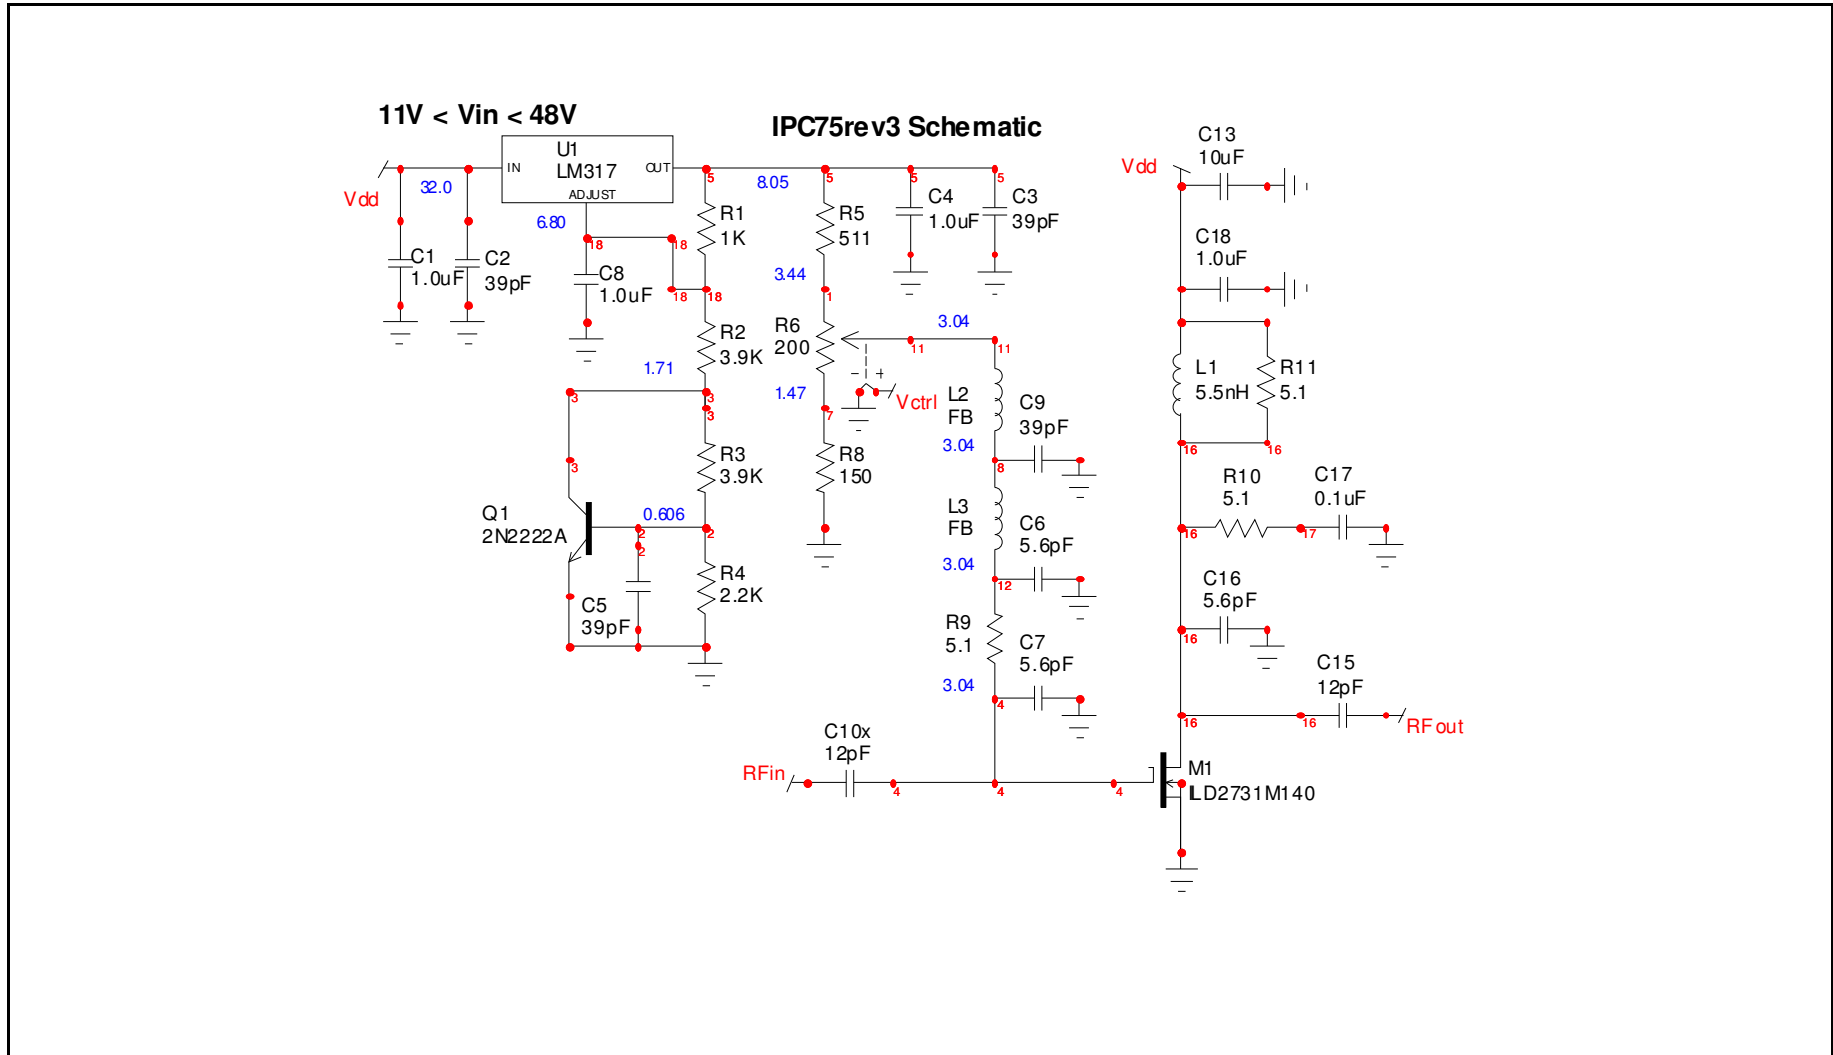 11V < Vin < 48V
IPC75rev3 Schematic
U1
LM317
IN
OUT
ADJUST
Vdd
32.0
6.80
C1
1.0uF
C2
39pF
18
18
18
18
C8
1.0uF
5
R1
1K
8.05
5
R5
511
5
C4
1.0uF
5
C3
39pF
3.44
1
R2
3.9K
R6
200
3.04
11
11
- +
Vctrl
1.71
1.47
3
3
3
7
L2
FB
C9
39pF
3.04
8
3
R3
3.9K
R8
150
Q1
2N2222A
0.606
2
2
2
L3
FB
C6
5.6pF
3.04
12
C5
39pF
R4
2.2K
R9
5.1
C7
5.6pF
3.04
4
RFin
C10x
12pF
4
4
4
Vdd
C13
10uF
C18
1.0uF
L1
5.5nH
R11
5.1
16
16
R10
5.1
C17
0.1uF
16
17
C16
5.6pF
16
C15
12pF
16
16
RFout
M1
LD2731M140